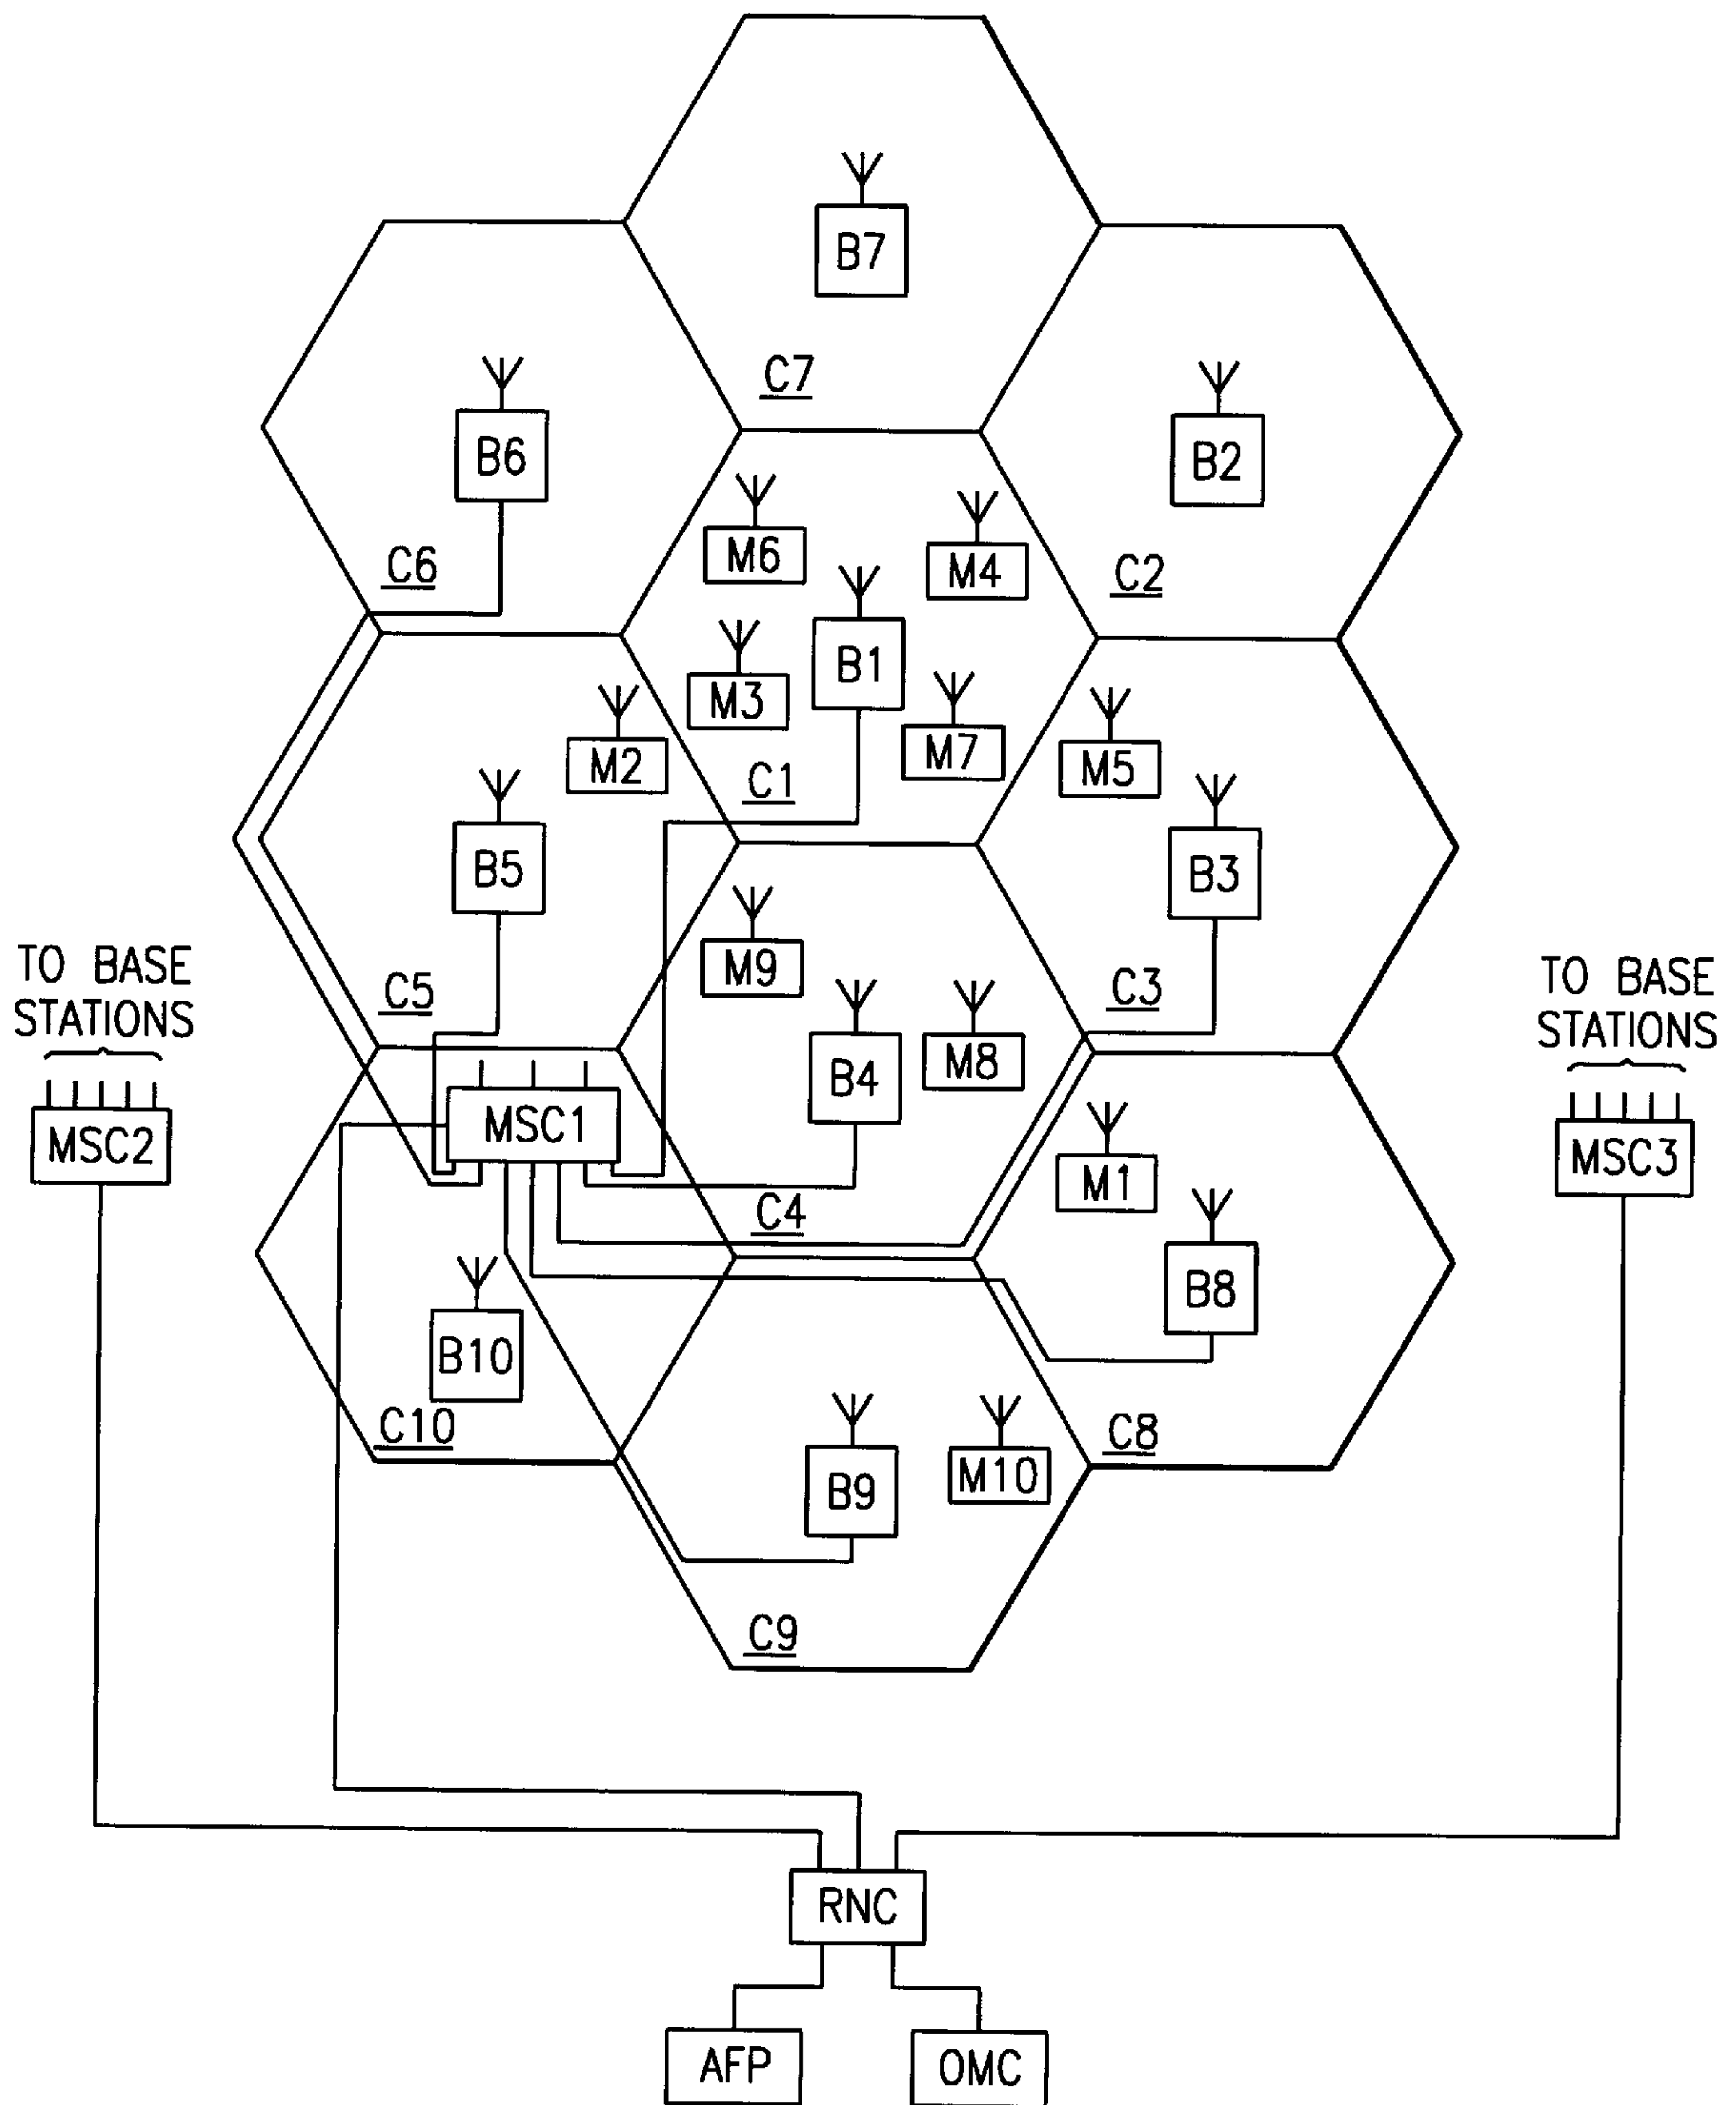 B7
C7
B6
B2
M6
M4
C6
C2
B1
M3
M7
M2
M5
C1
B5
B3
M9
TO BASE
STATIONS
C5
C3
TO BASE
STATIONS
M8
B4
MSC1
MSC2
MSC3
M1
C4
B8
B10
C10
C8
B9
M10
C9
RNC
AFP
OMC